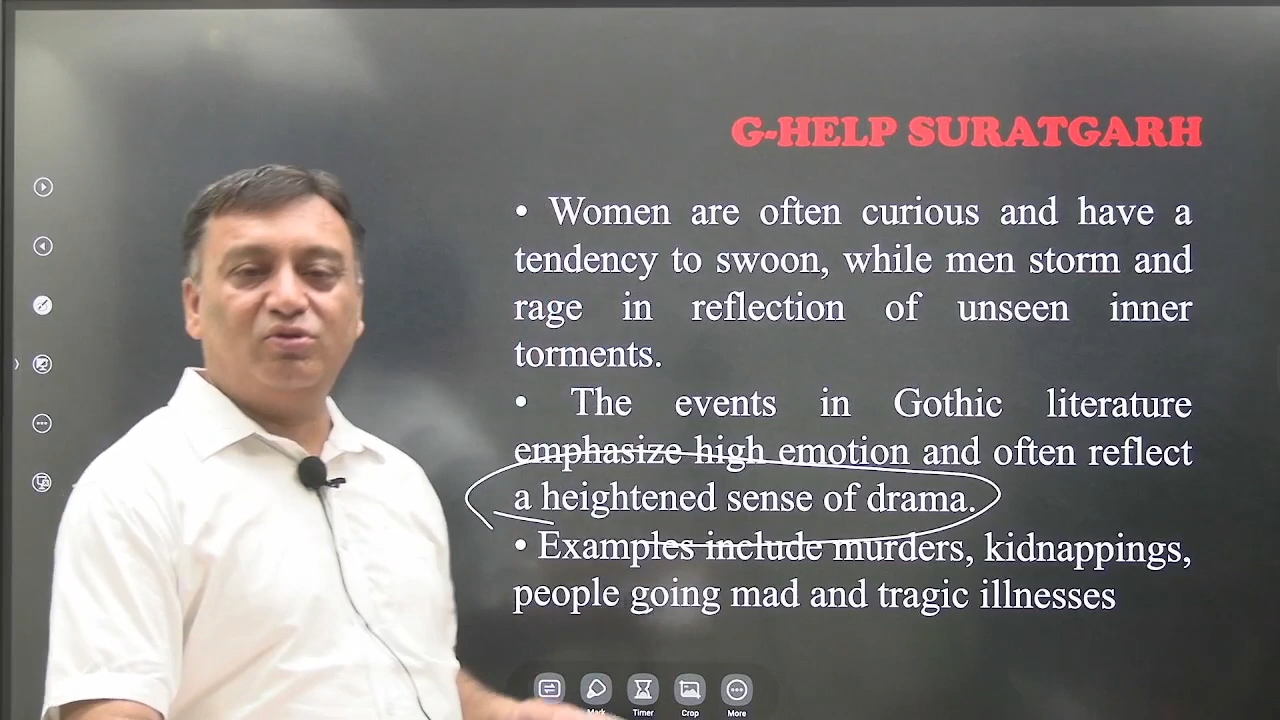 G-HELP SURATGARH
• Women are often curious and have a
tendency to swoon, while men storm and
rage in reflection of unseen inner
torments.
• The events in Gothic literature
emphasize high emotion and often reflect
a heightened sense of drama.
• Examples include murders, kidnappings,
people going mad and tragic illnesses
Mark Timer Crop More